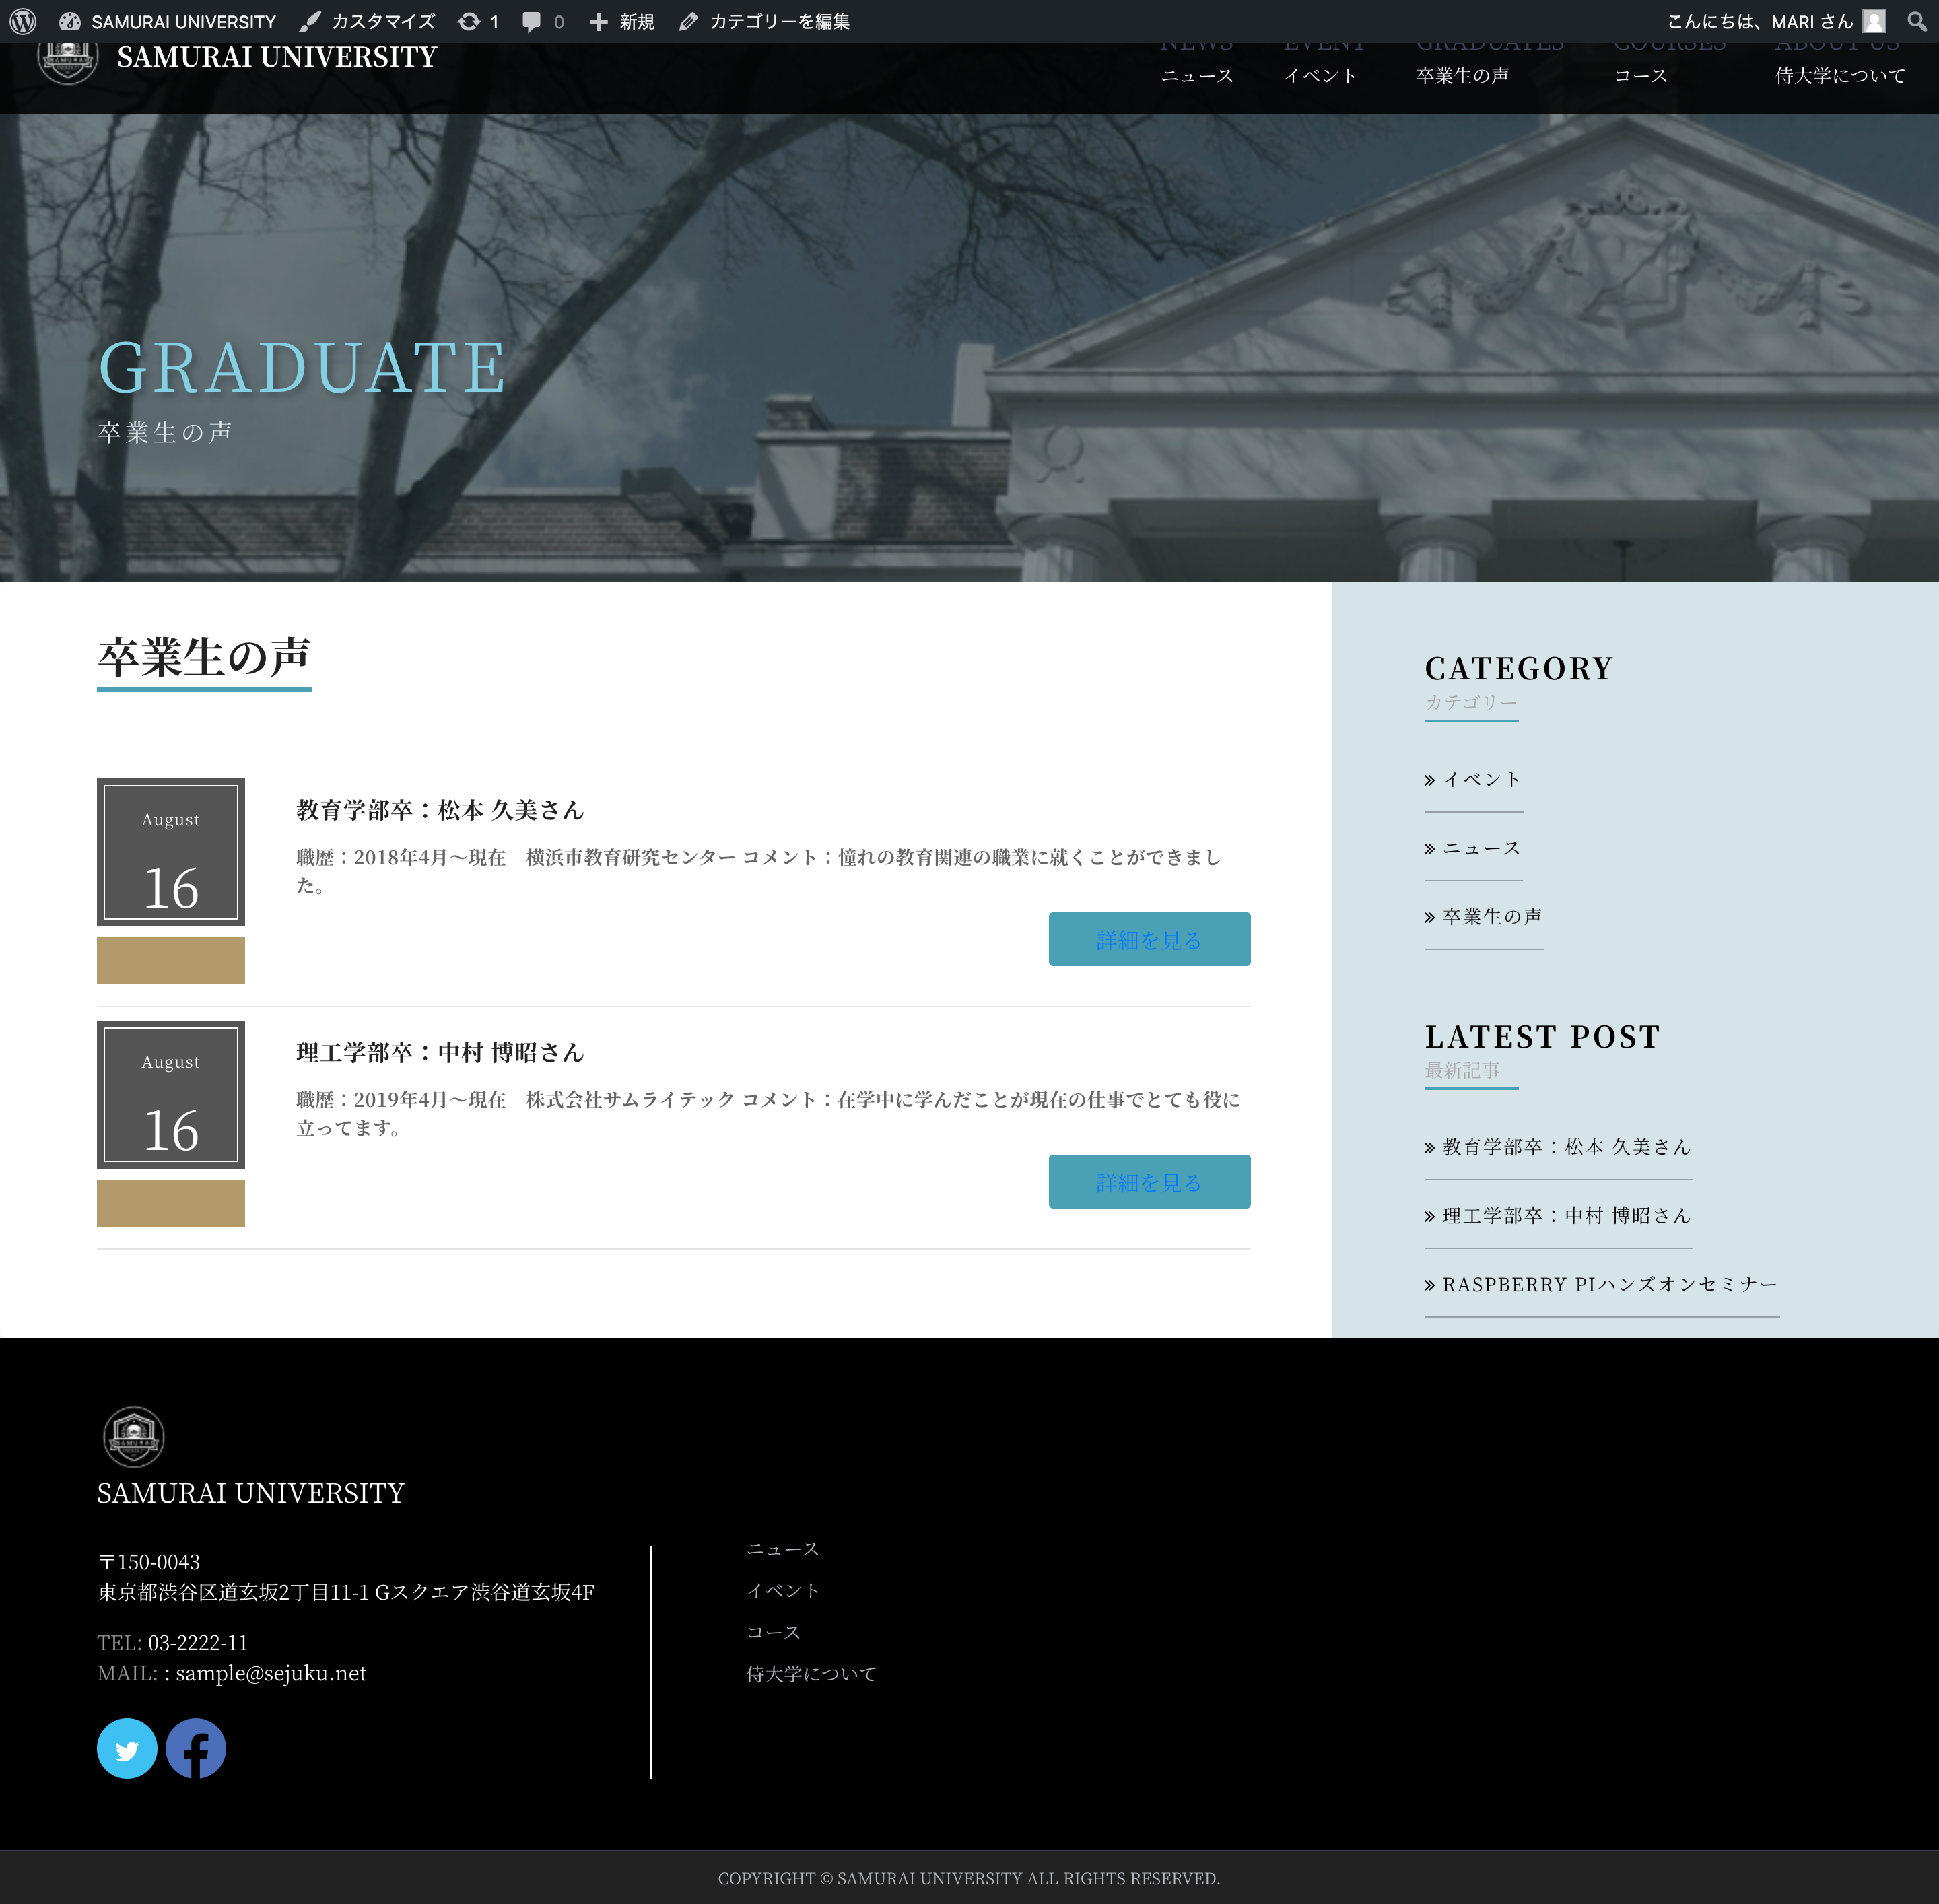 SAMURAI UNIVERSITY カスタマイズ 1 0 新規 カテゴリーを編集 こんにちは、MARI さん
SAMURAI UNIVERSITY
NEWS EVENT GRADUATES COURSES ABOUT US
ニュース イベント 卒業生の声 コース 侍大学について
GRADUATE
卒業生の声
卒業生の声
August
16
教育学部卒：松本 久美さん
職歴：2018年4月〜現在　横浜市教育研究センター コメント：憧れの教育関連の職業に就くことができまし
た。
詳細を見る
August
16
理工学部卒：中村 博昭さん
職歴：2019年4月〜現在　株式会社サムライテック コメント：在学中に学んだことが現在の仕事でとても役に
立ってます。
詳細を見る
CATEGORY
カテゴリー
» イベント
» ニュース
» 卒業生の声
LATEST POST
最新記事
» 教育学部卒：松本 久美さん
» 理工学部卒：中村 博昭さん
» RASPBERRY PIハンズオンセミナー
SAMURAI
SAMURAI UNIVERSITY
〒150-0043
東京都渋谷区道玄坂2丁目11-1 Gスクエア渋谷道玄坂4F
TEL: 03-2222-11
MAIL: : sample@sejuku.net
ニュース
イベント
コース
侍大学について
COPYRIGHT © SAMURAI UNIVERSITY ALL RIGHTS RESERVED.